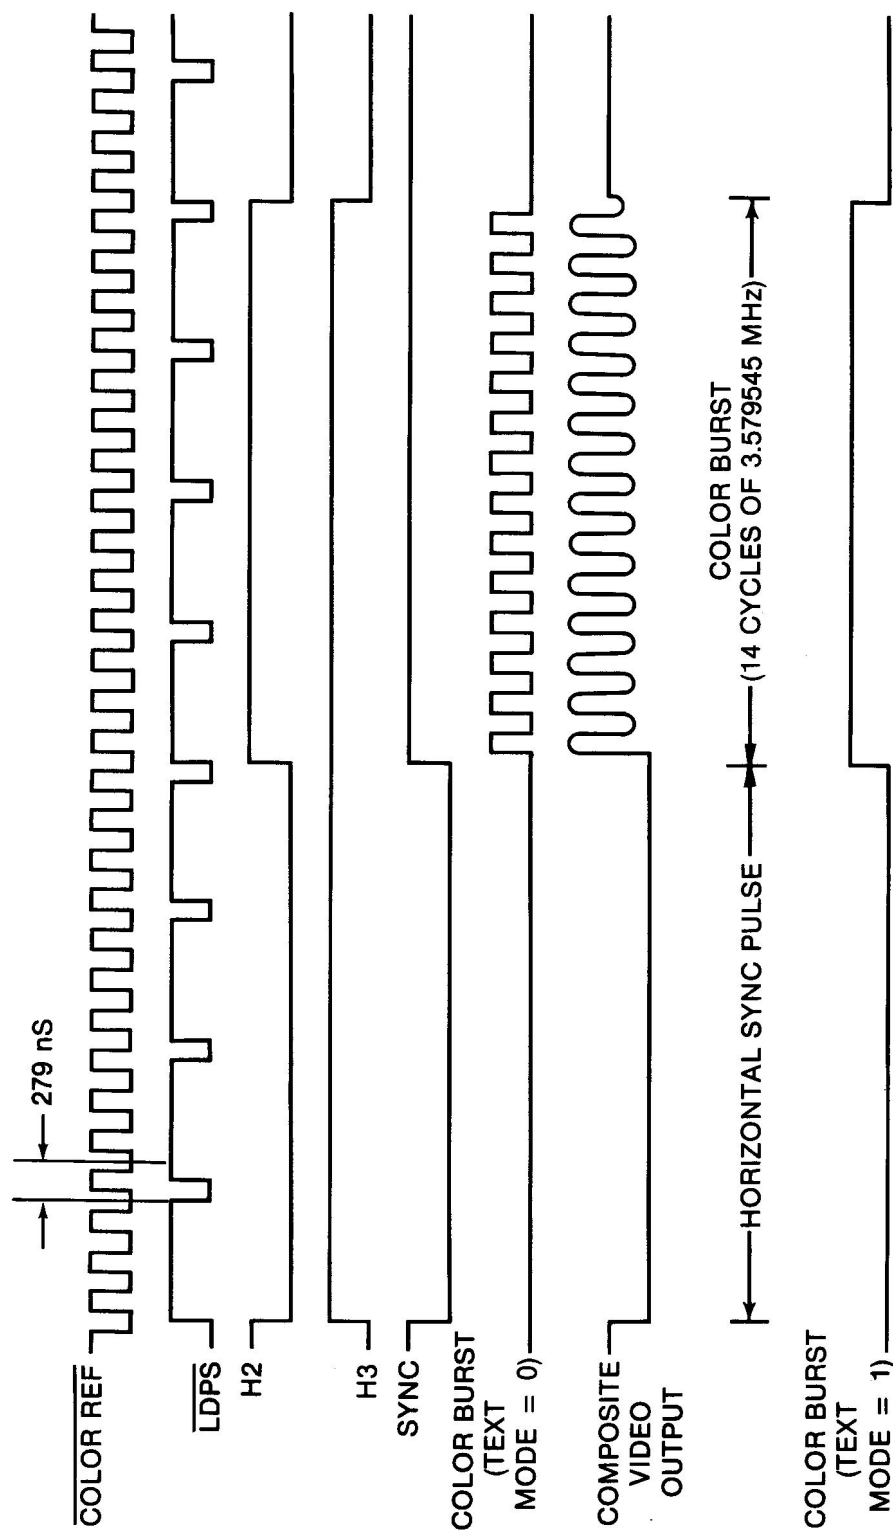 279 nS
COLOR REF
LDPS
H2
H3
SYNC
COLOR BURST
(TEXT
MODE = 0)
COMPOSITE
VIDEO
OUTPUT
HORIZONTAL SYNC PULSE
COLOR BURST
(14 CYCLES OF 3.579545 MHz)
COLOR BURST
(TEXT
MODE = 1)